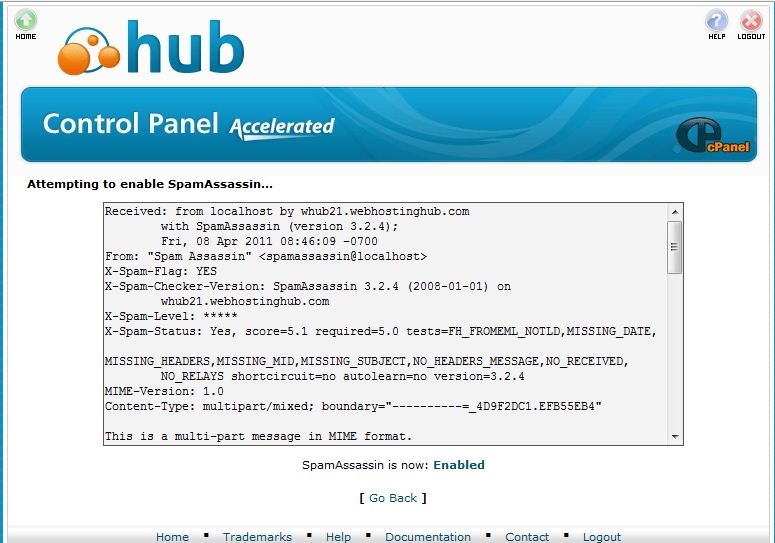 HOME
hub
HELP
LOGOUT
Control Panel Accelerated
cPanel
Attempting to enable SpamAssassin...
Received: from localhost by whub21.webhostinghub.com
with SpamAssassin (version 3.2.4);
Fri, 08 Apr 2011 08:46:09 -0700
From: "Spam Assassin" <spamassassin@localhost>
X-Spam-Flag: YES
X-Spam-Checker-Version: SpamAssassin 3.2.4 (2008-01-01) on
whub21.webhostinghub.com
X-Spam-Level: *****
X-Spam-Status: Yes, score=5.1 required=5.0 tests=FH_FROMEML_NOTLD,MISSING_DATE,
MISSING_HEADERS,MISSING_MID,MISSING_SUBJECT,NO_HEADERS_MESSAGE,NO_RECEIVED,
NO_RELAYS shortcircuit=no autolearn=no version=3.2.4
MIME-Version: 1.0
Content-Type: multipart/mixed; boundary="----------=_4D9F2DC1.EFB55EB4"
This is a multi-part message in MIME format.
SpamAssassin is now: Enabled
[ Go Back ]
Home ▪ Trademarks ▪ Help ▪ Documentation ▪ Contact ▪ Logout